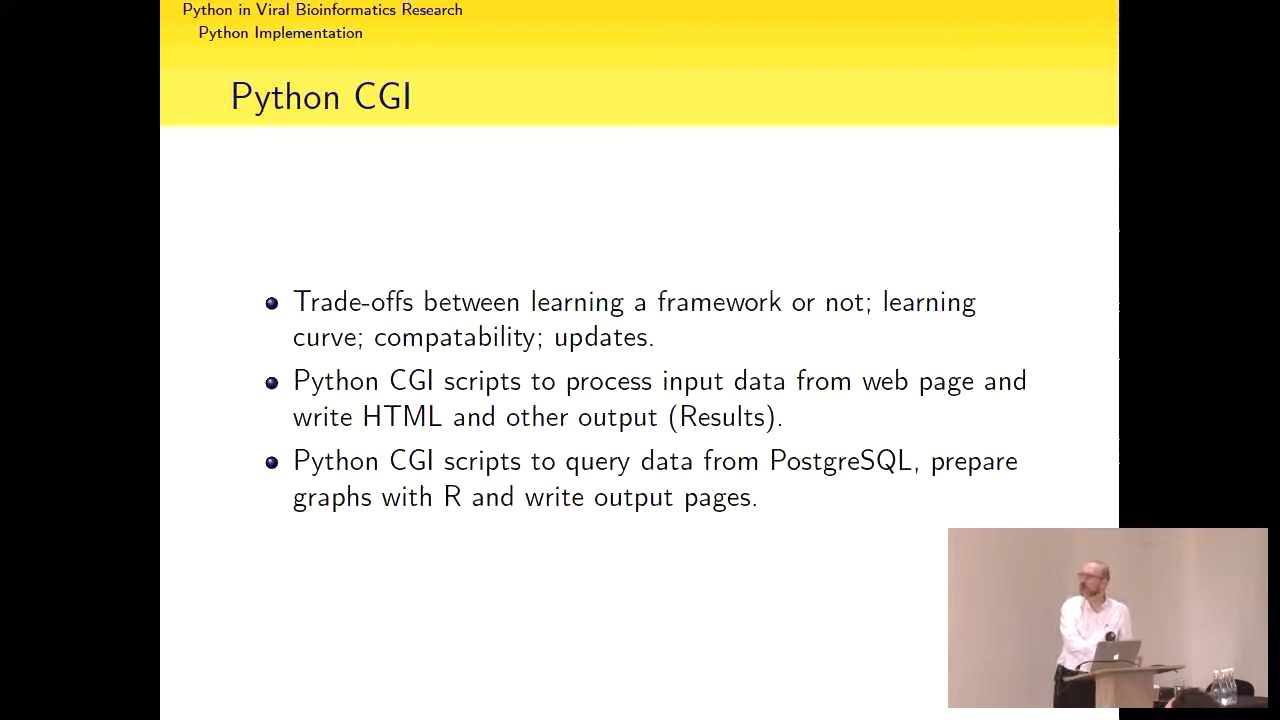 Python in Viral Bioinformatics Research
Python Implementation
Python CGI
Trade-offs between learning a framework or not; learning
curve; compatability; updates.
Python CGI scripts to process input data from web page and
write HTML and other output (Results).
Python CGI scripts to query data from PostgreSQL, prepare
graphs with R and write output pages.